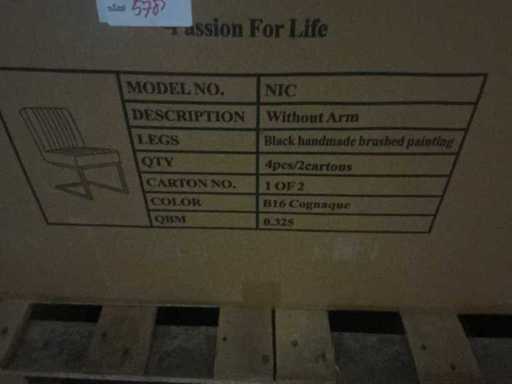 5787
Passion For Life
MODEL NO. NIC
DESCRIPTION Without Arm
LEGS Black handmade brushed painting
QTY 4pcs/2cartons
CARTON NO. 1 OF 2
COLOR B16 Cognaque
QBM 0.325